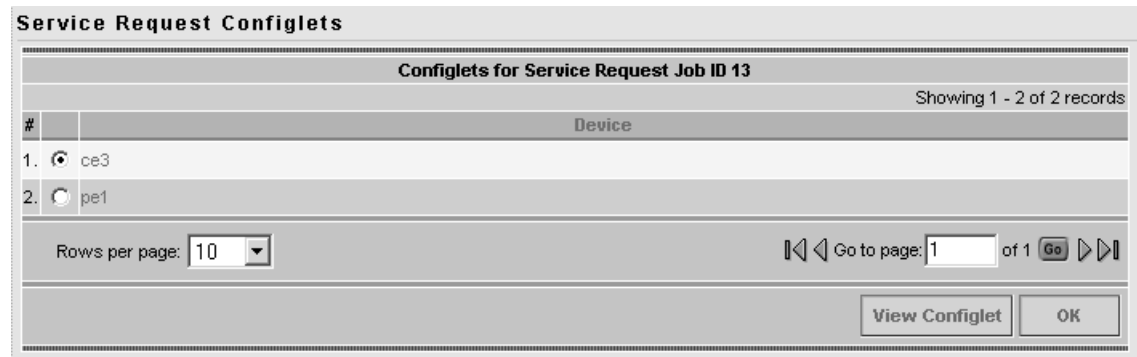 Service Request Configlets
Configlets for Service Request Job ID 13
Showing 1 - 2 of 2 records
# Device
1. ce3
2. pe1
Rows per page: 10 Go to page: 1 of 1 Go
View Configlet OK